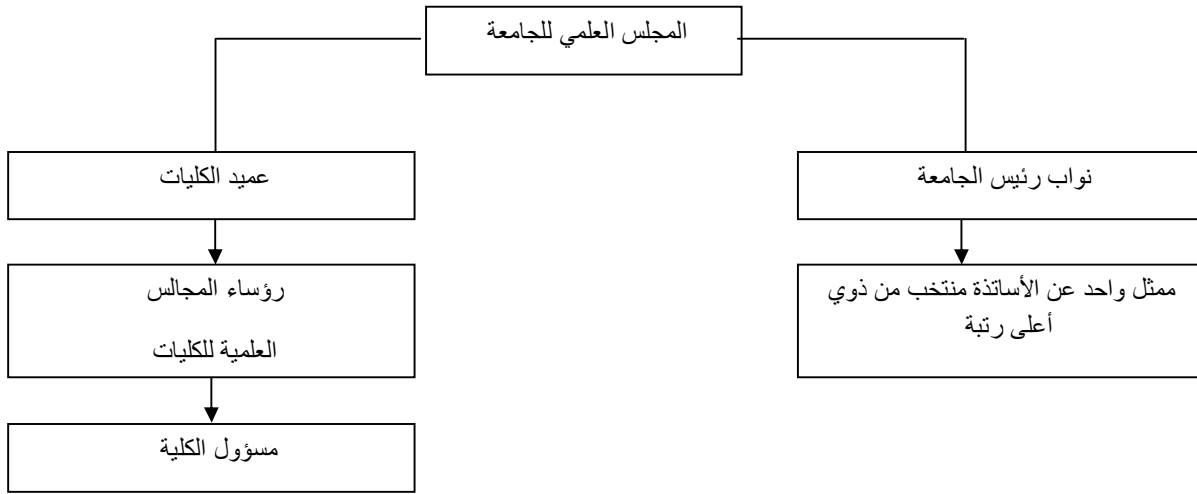 المجلس العلمي للجامعة
نواب رئيس الجامعة
عميد الكليات
ممثل واحد عن الأساتذة منتخب من ذوي
أعلى رتبة
رؤساء المجالس
العلمية للكليات
مسؤول الكلية